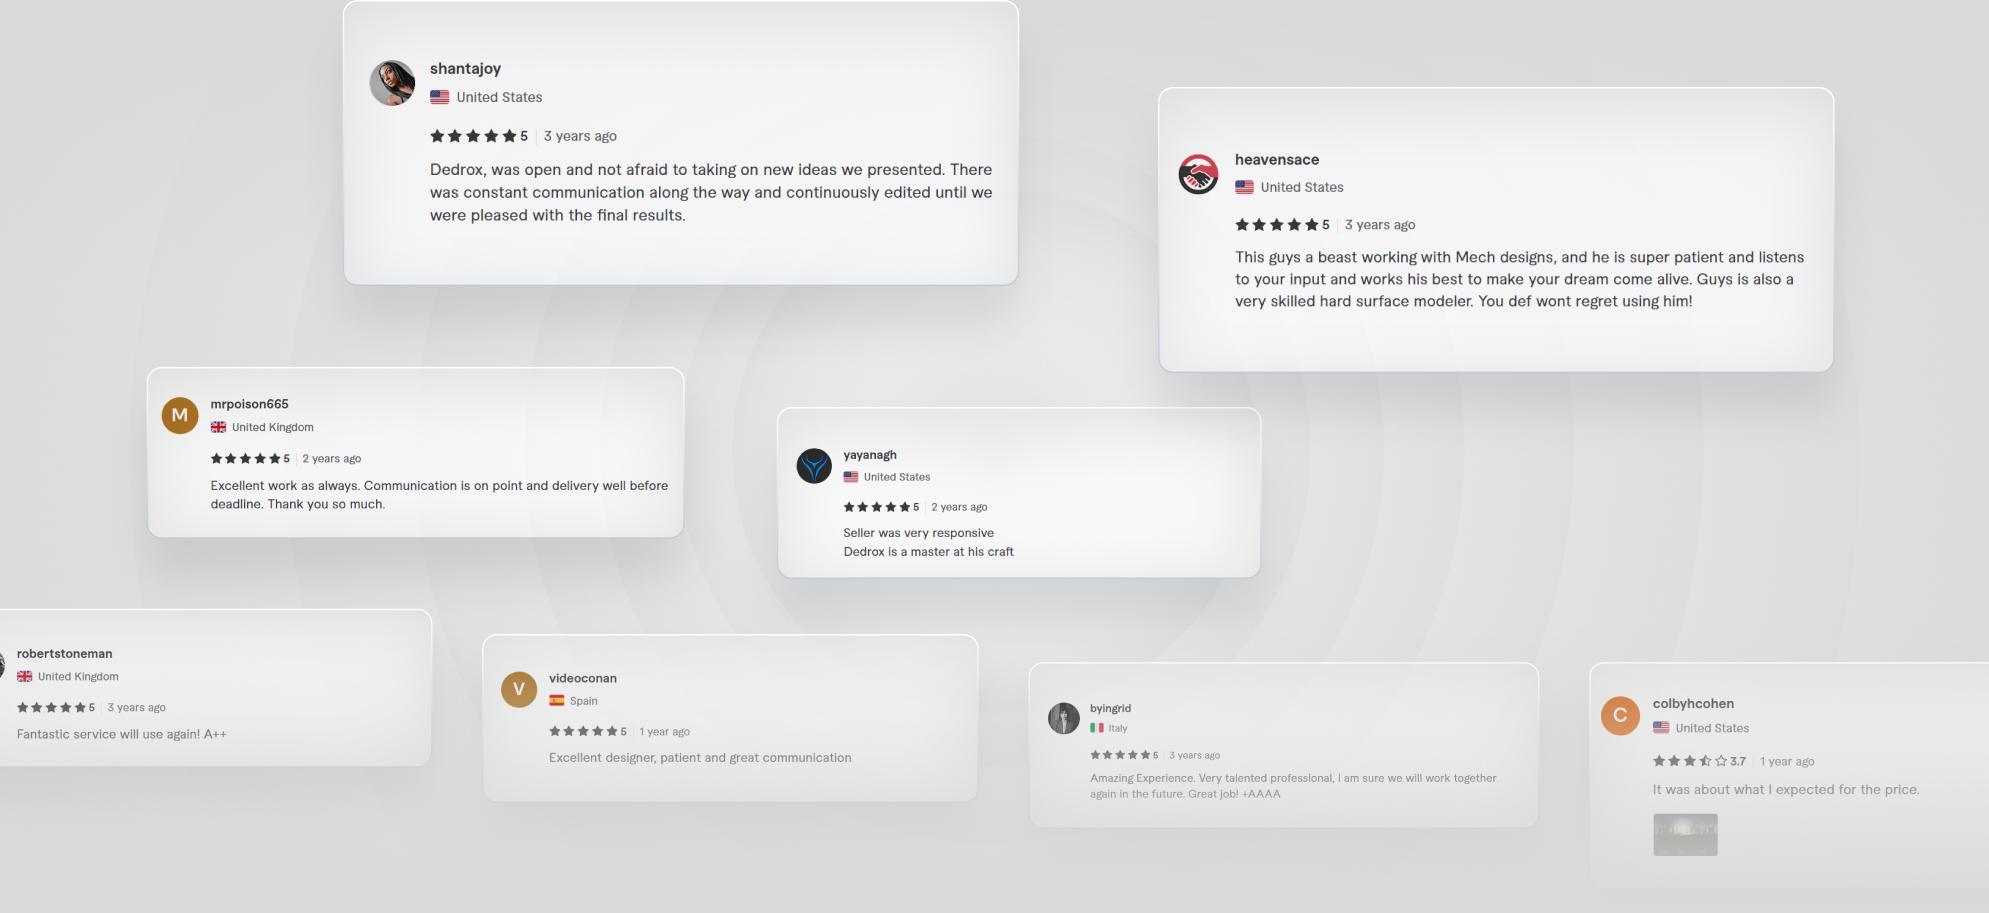 shantajoy
United States
5 3 years ago
Dedrox, was open and not afraid to taking on new ideas we presented. There
was constant communication along the way and continuously edited until we
were pleased with the final results.
heavensace
United States
5 3 years ago
This guys a beast working with Mech designs, and he is super patient and listens
to your input and works his best to make your dream come alive. Guys is also a
very skilled hard surface modeler. You def wont regret using him!
M
mrpoison665
United Kingdom
5 2 years ago
Excellent work as always. Communication is on point and delivery well before
deadline. Thank you so much.
yayanagh
United States
5 2 years ago
Seller was very responsive
Dedrox is a master at his craft
robertstoneman
United Kingdom
5 3 years ago
Fantastic service will use again! A++
V
videoconan
Spain
5 1 year ago
Excellent designer, patient and great communication
byingrid
Italy
5 3 years ago
Amazing Experience. Very talented professional, I am sure we will work together
again in the future. Great job! +AAAA
C
colbyhcohen
United States
3.7 1 year ago
It was about what I expected for the price.